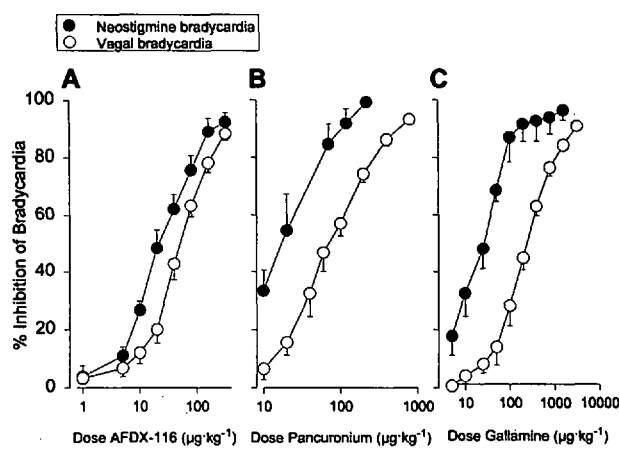 Neostigmine bradycardia
Vagal bradycardia
A
B
C
% Inhibition of Bradycardia
100
80
60
40
20
0
1 10 100
10 100 1000
10 100 1000 10000
Dose AFDX-116 (µg·kg⁻¹)
Dose Pancuronium (µg·kg⁻¹)
Dose Gallamine (µg·kg⁻¹)